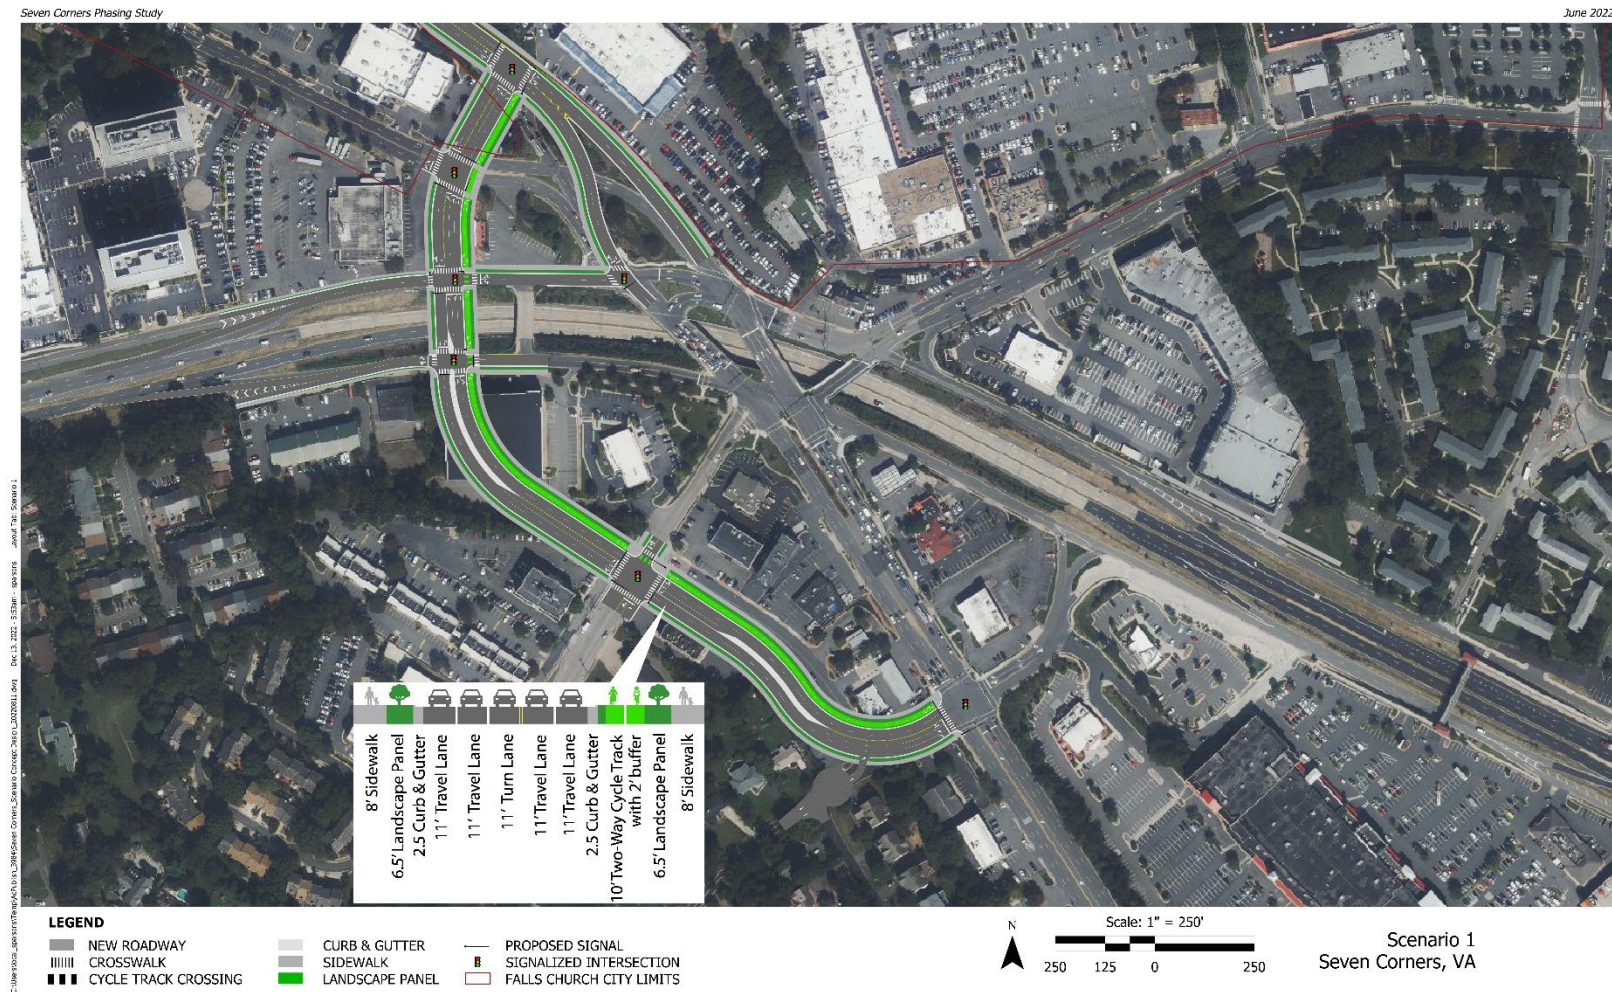 Seven Corners Phasing Study
June 2022
8' Sidewalk
6.5' Landscape Panel
2.5 Curb & Gutter
11' Travel Lane
11' Travel Lane
11' Turn Lane
11' Travel Lane
11' Travel Lane
2.5 Curb & Gutter
10' Two-Way Cycle Track
with 2' buffer
6.5' Landscape Panel
8' Sidewalk
LEGEND
NEW ROADWAY
CROSSWALK
CYCLE TRACK CROSSING
CURB & GUTTER
SIDEWALK
LANDSCAPE PANEL
PROPOSED SIGNAL
SIGNALIZED INTERSECTION
FALLS CHURCH CITY LIMITS
N
Scale: 1" = 250'
250 125 0 250
Scenario 1
Seven Corners, VA